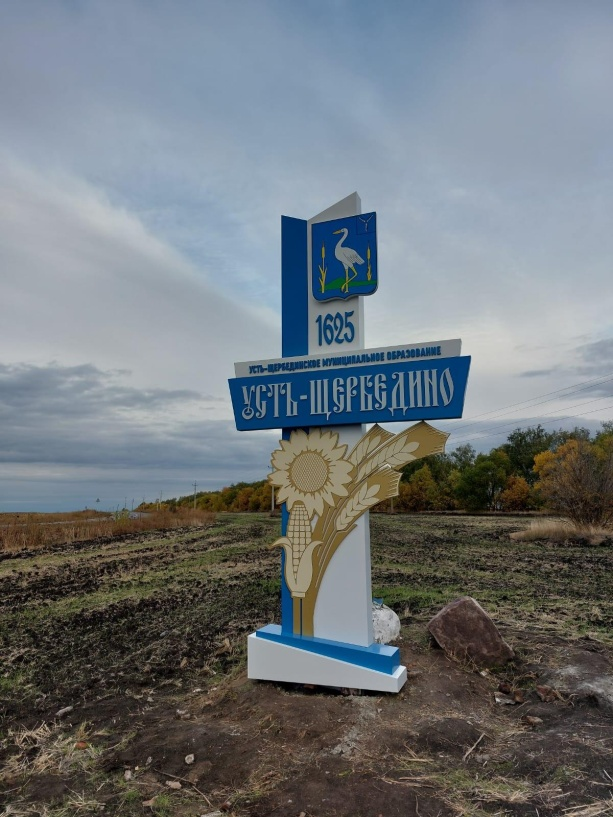 1625
УСТЬ-ЩЕРБЕДИНСКОЕ МУНИЦИПАЛЬНОЕ ОБРАЗОВАНИЕ
УСТЬ-ЩЕРБЕДИНО